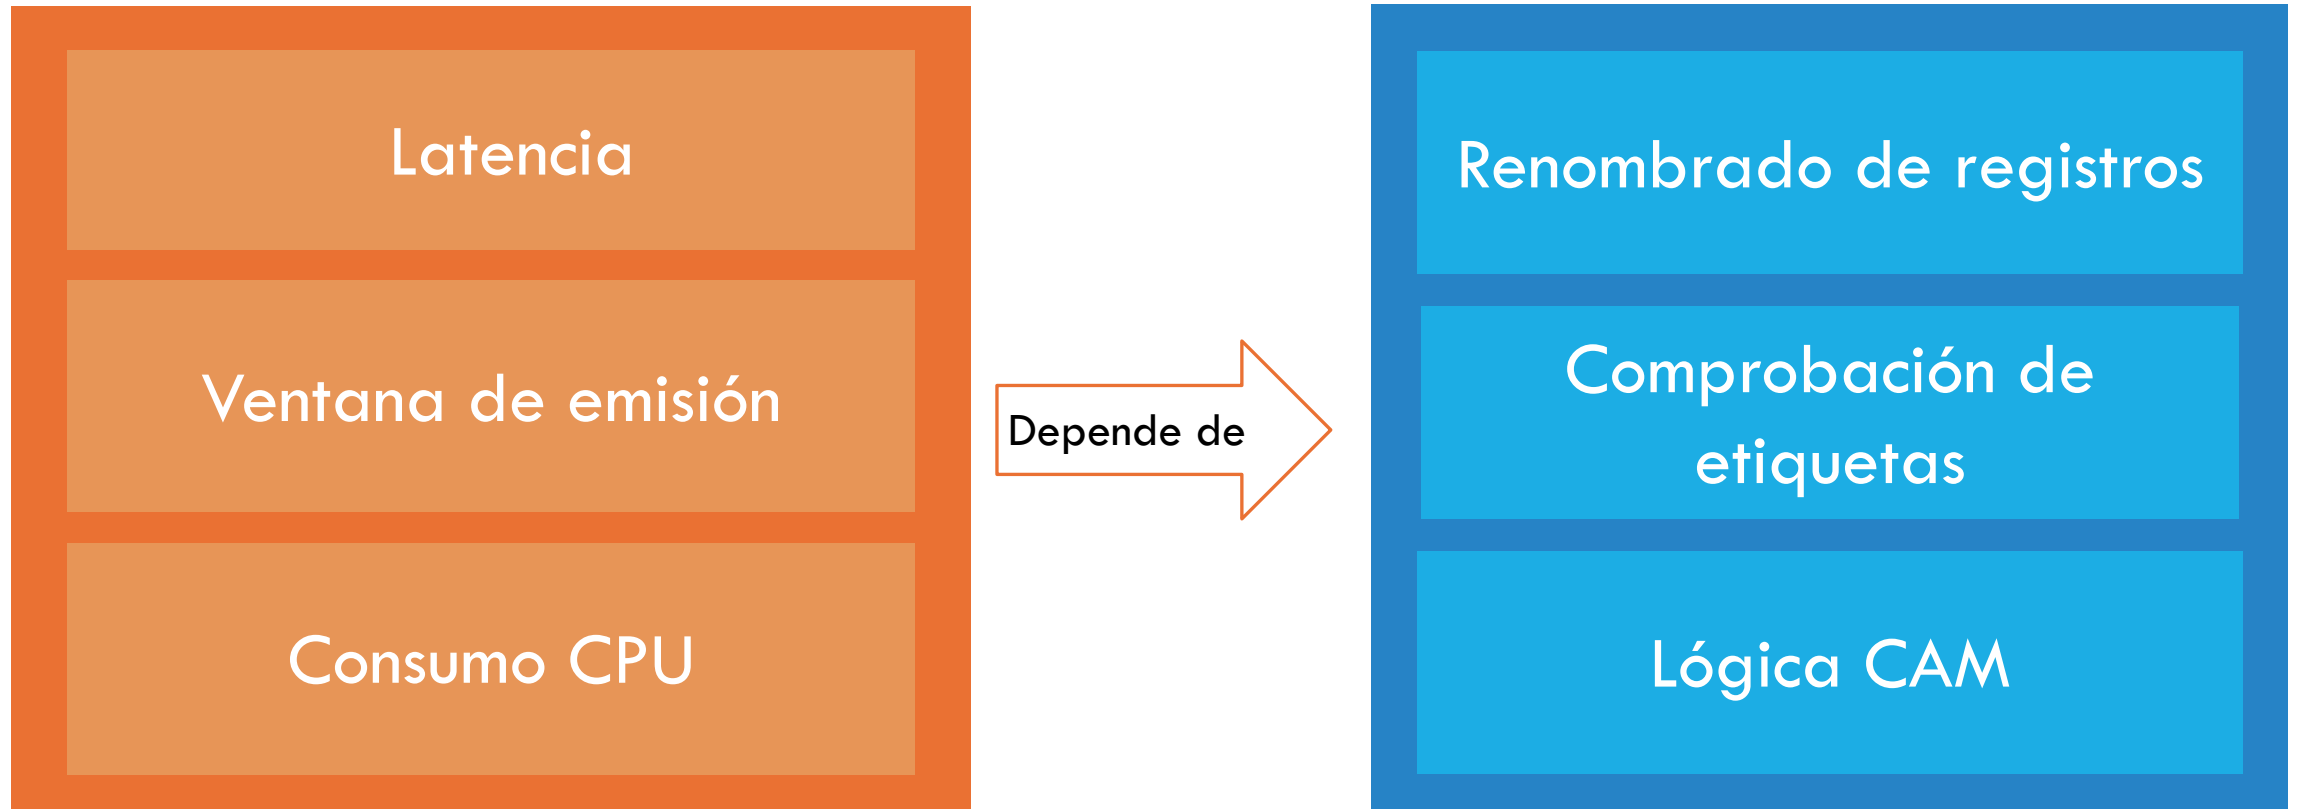 Latencia
Ventana de emisión
Consumo CPU
Depende de
Renombrado de registros
Comprobación de
etiquetas
Lógica CAM